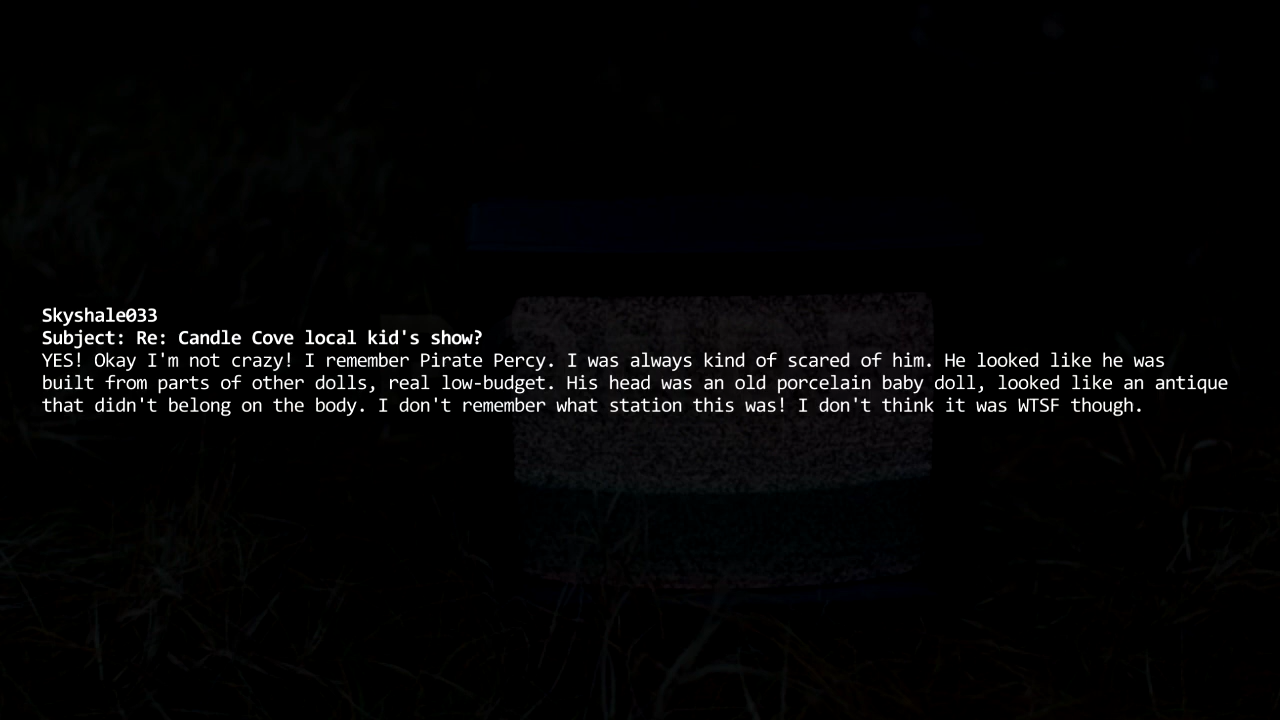 Skyshale033
Subject: Re: Candle Cove local kid's show?
YES! Okay I'm not crazy! I remember Pirate Percy. I was always kind of scared of him. He looked like he was
built from parts of other dolls, real low-budget. His head was an old porcelain baby doll, looked like an antique
that didn't belong on the body. I don't remember what station this was! I don't think it was WTSF though.